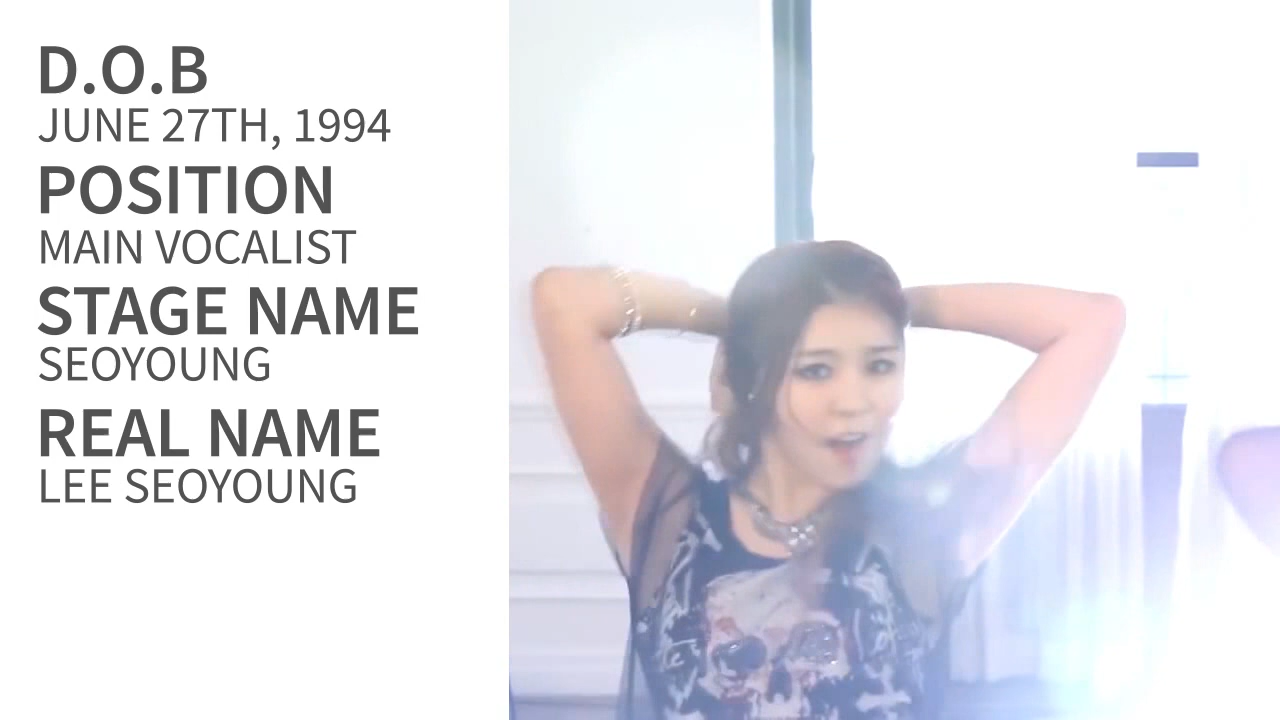 D.O.B
JUNE 27TH, 1994
POSITION
MAIN VOCALIST
STAGE NAME
SEOYOUNG
REAL NAME
LEE SEOYOUNG